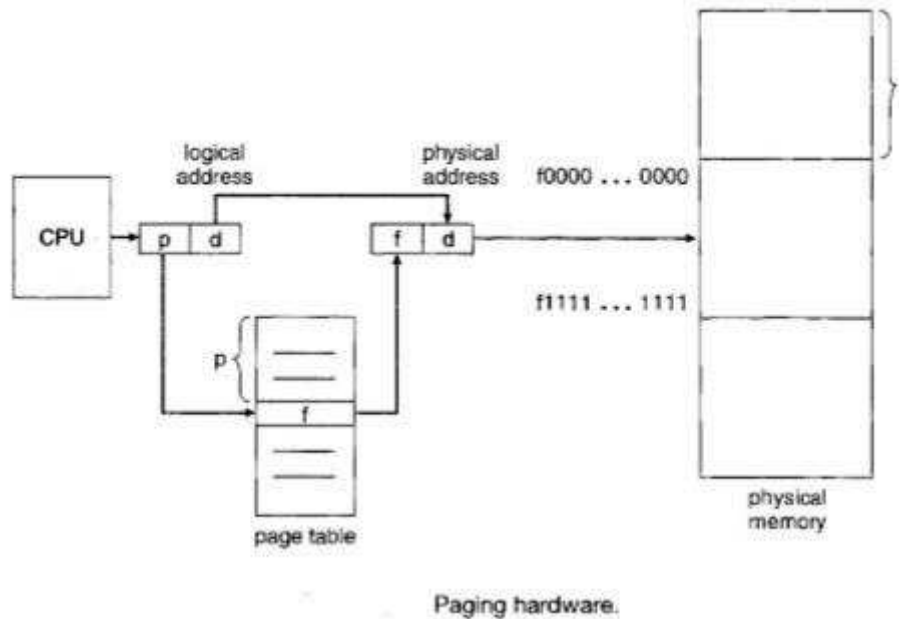 logical
address
physical
address
f0000 ... 0000
CPU
p d
f d
f1111 ... 1111
p
f
page table
physical
memory
Paging hardware.